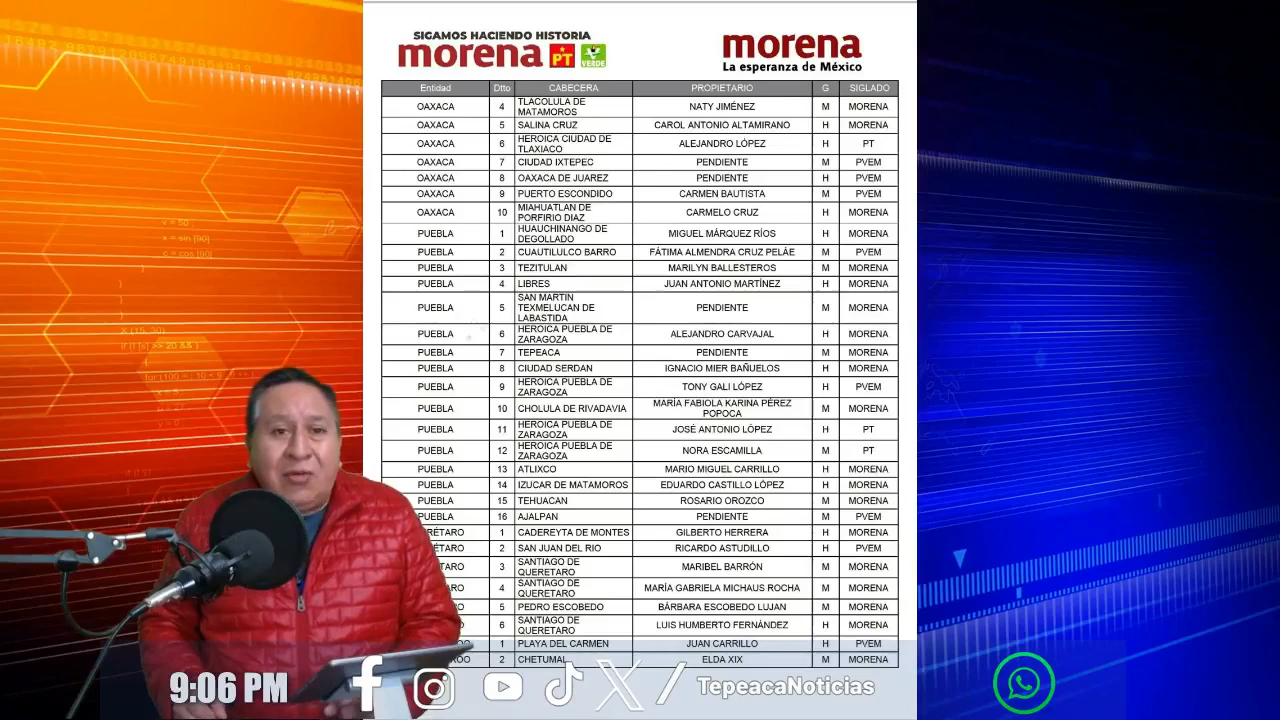 SIGAMOS HACIENDO HISTORIA
morena PT VERDE
morena
La esperanza de México
Entidad Dtto CABECERA PROPIETARIO G SIGLADO
OAXACA 4 TLACOLULA DE MATAMOROS NATY JIMÉNEZ M MORENA
OAXACA 5 SALINA CRUZ CAROL ANTONIO ALTAMIRANO H MORENA
OAXACA 6 HEROICA CIUDAD DE TLAXIACO ALEJANDRO LÓPEZ H PT
OAXACA 7 CIUDAD IXTEPEC PENDIENTE M PVEM
OAXACA 8 OAXACA DE JUAREZ PENDIENTE H PVEM
OAXACA 9 PUERTO ESCONDIDO CARMEN BAUTISTA M PVEM
OAXACA 10 MIAHUATLAN DE PORFIRIO DIAZ CARMELO CRUZ H MORENA
PUEBLA 1 HUAUCHINANGO DE DEGOLLADO MIGUEL MÁRQUEZ RÍOS H MORENA
PUEBLA 2 CUAUTILULCO BARRO FÁTIMA ALMENDRA CRUZ PELÁE M PVEM
PUEBLA 3 TEZITULAN MARILYN BALLESTEROS M MORENA
PUEBLA 4 LIBRES JUAN ANTONIO MARTÍNEZ H MORENA
PUEBLA 5 SAN MARTIN TEXMELUCAN DE LABASTIDA PENDIENTE M MORENA
PUEBLA 6 HEROICA PUEBLA DE ZARAGOZA ALEJANDRO CARVAJAL H MORENA
PUEBLA 7 TEPEACA PENDIENTE M MORENA
PUEBLA 8 CIUDAD SERDAN IGNACIO MIER BAÑUELOS H MORENA
PUEBLA 9 HEROICA PUEBLA DE ZARAGOZA TONY GALI LÓPEZ H PVEM
PUEBLA 10 CHOLULA DE RIVADAVIA MARÍA FABIOLA KARINA PÉREZ POPOCA M MORENA
PUEBLA 11 HEROICA PUEBLA DE ZARAGOZA JOSÉ ANTONIO LÓPEZ H PT
PUEBLA 12 HEROICA PUEBLA DE ZARAGOZA NORA ESCAMILLA M PT
PUEBLA 13 ATLIXCO MARIO MIGUEL CARRILLO H MORENA
PUEBLA 14 IZUCAR DE MATAMOROS EDUARDO CASTILLO LÓPEZ H MORENA
PUEBLA 15 TEHUACAN ROSARIO OROZCO M MORENA
PUEBLA 16 AJALPAN PENDIENTE M PVEM
RÉTARO 1 CADEREYTA DE MONTES GILBERTO HERRERA H MORENA
ÉTARO 2 SAN JUAN DEL RIO RICARDO ASTUDILLO H PVEM
ARO 3 SANTIAGO DE QUERETARO MARIBEL BARRÓN M MORENA
RO 4 SANTIAGO DE QUERETARO MARÍA GABRIELA MICHAUS ROCHA M MORENA
RO 5 PEDRO ESCOBEDO BÁRBARA ESCOBEDO LUJAN M MORENA
RO 6 SANTIAGO DE QUERETARO LUIS HUMBERTO FERNÁNDEZ H MORENA
OO 1 PLAYA DEL CARMEN JUAN CARRILLO H PVEM
OO 2 CHETUMAL ELDA XIX M MORENA
9:06 PM / TepeacaNoticias